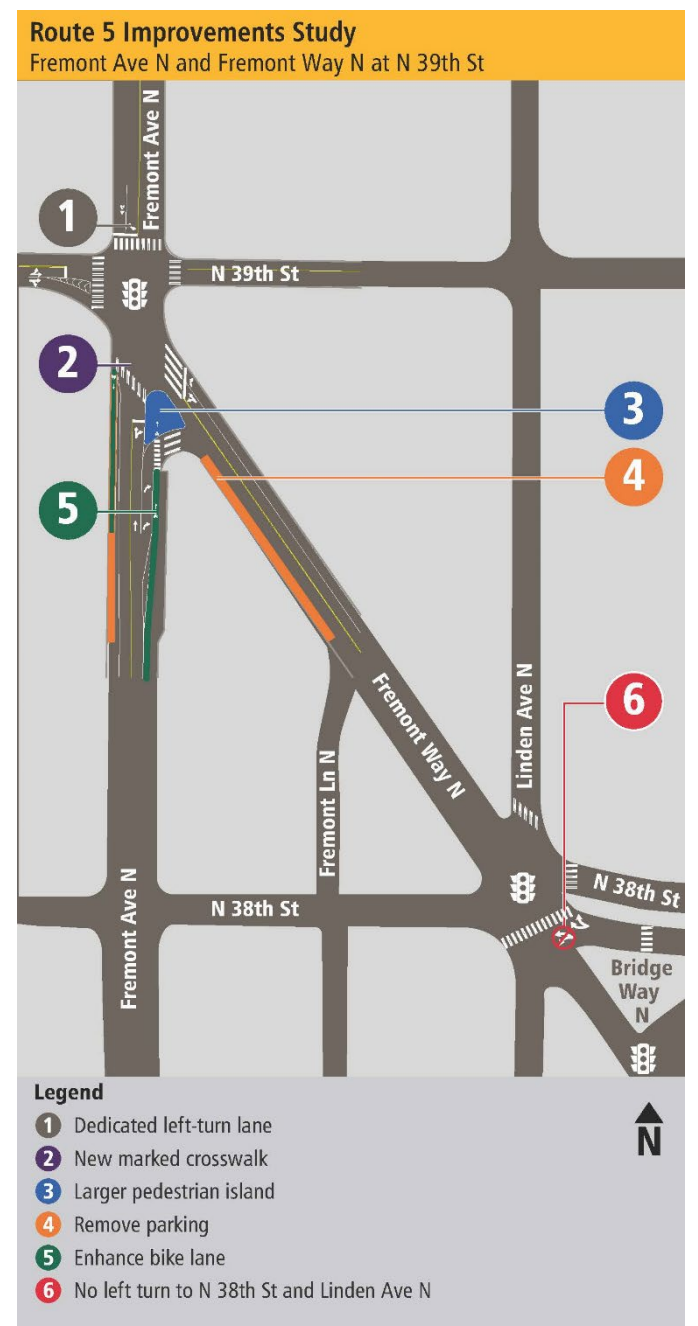 Route 5 Improvements Study
Fremont Ave N and Fremont Way N at N 39th St
Fremont Ave N
1
N 39th St
2
3
4
5
Fremont Way N
Linden Ave N
6
Fremont Ln N
N 38th St
Fremont Ave N
N 38th St
Bridge
Way
N
Legend
1 Dedicated left-turn lane
2 New marked crosswalk
3 Larger pedestrian island
4 Remove parking
5 Enhance bike lane
6 No left turn to N 38th St and Linden Ave N
N